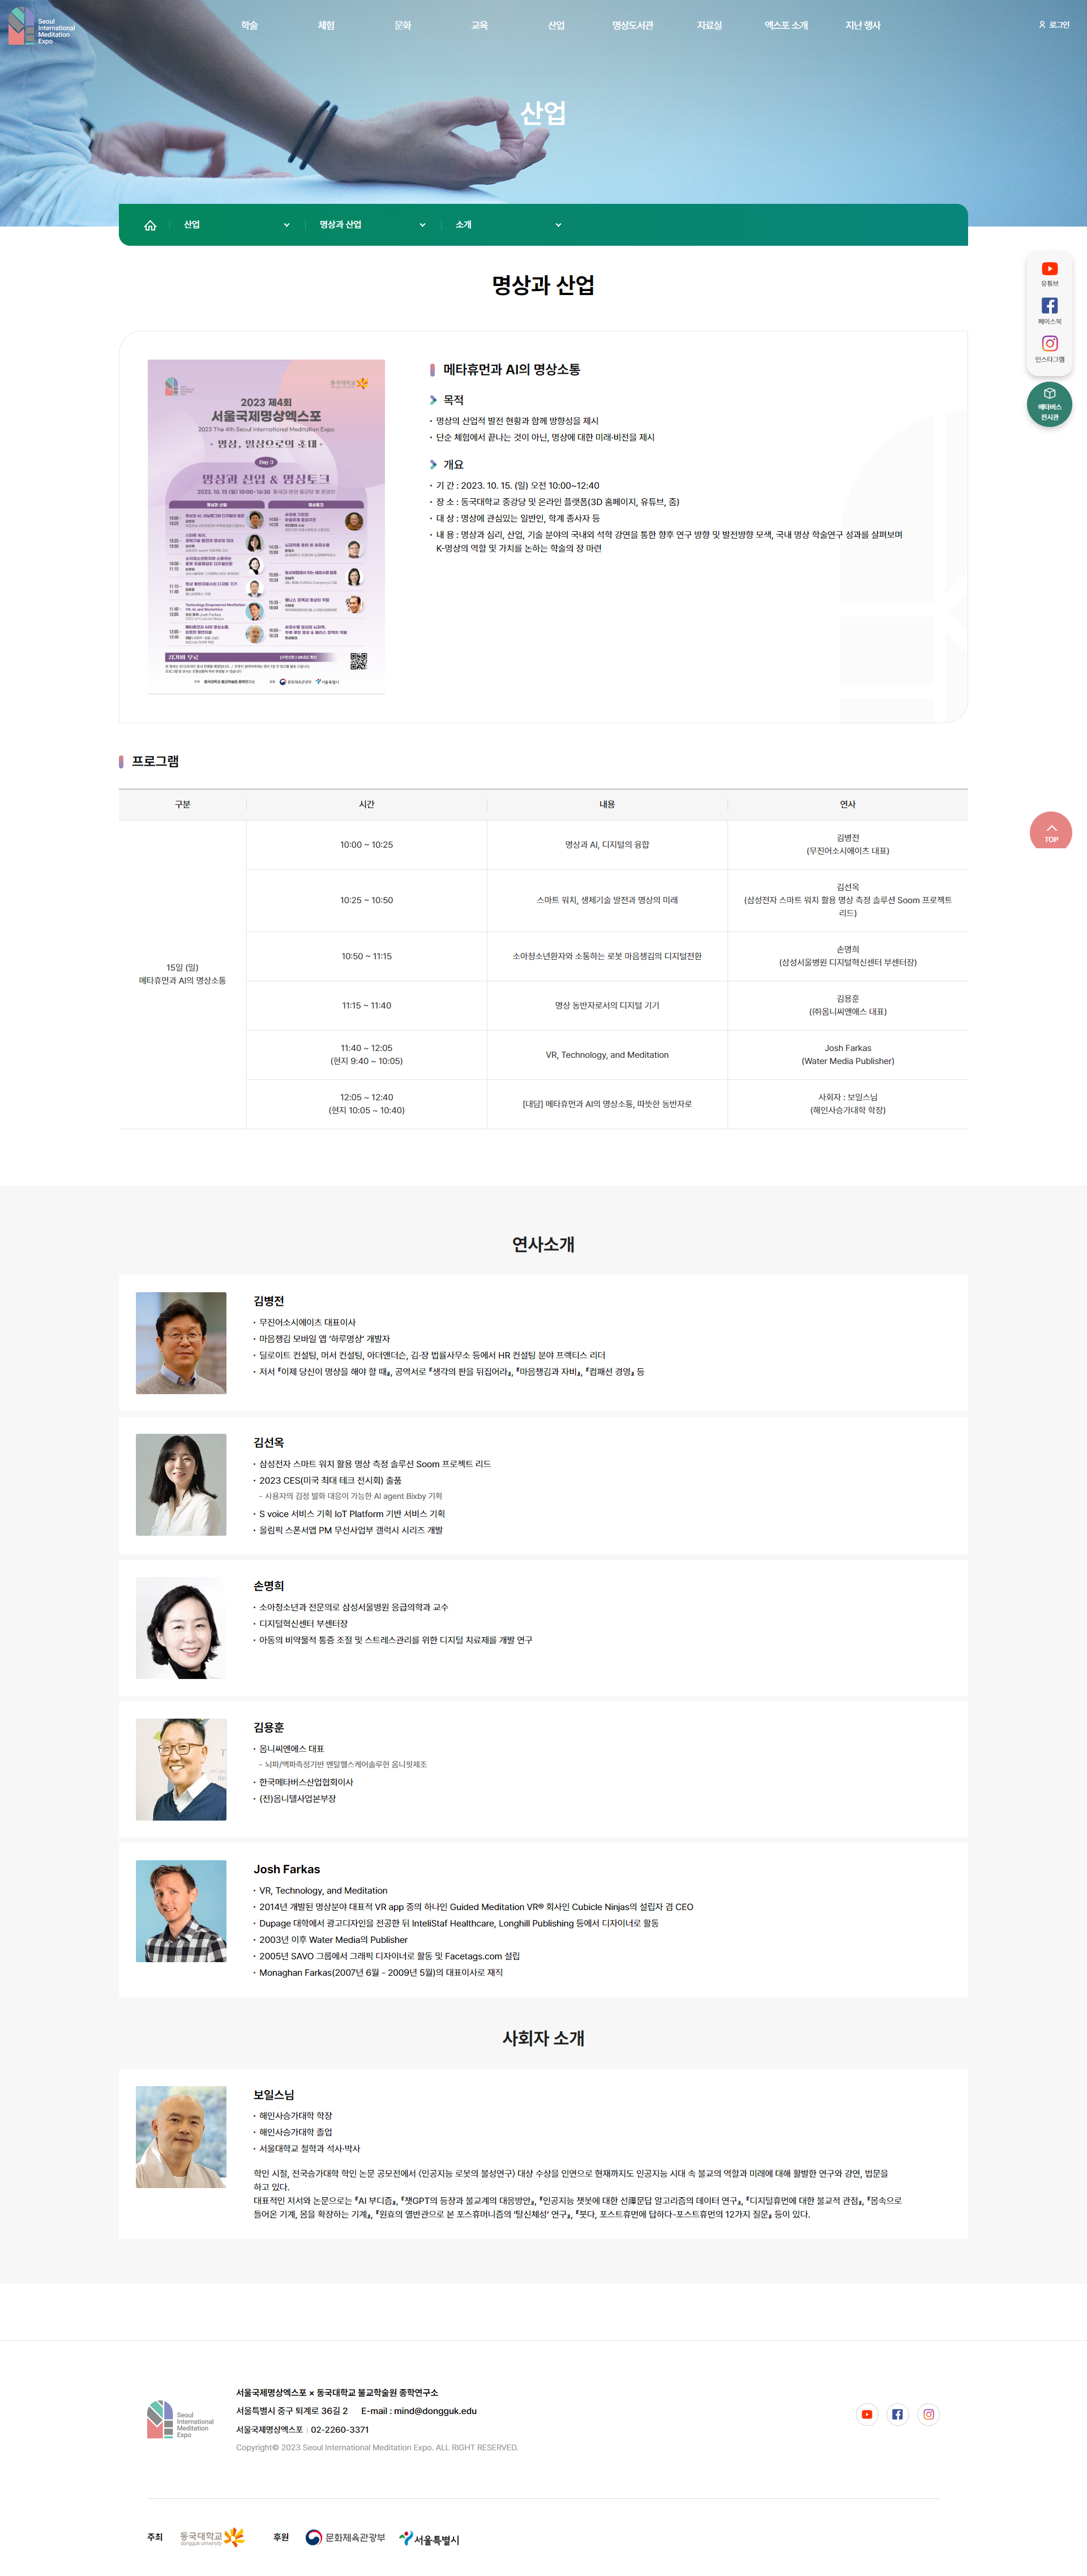 Seoul
International
Meditation
Expo
학술 체험 문화 교육 산업 명상도서관 자료실 엑스포 소개 지난 행사 로그인
산업
산업 명상과 산업 소개
명상과 산업
유튜브
페이스북
인스타그램
메타버스
전시관
동국대학교
2023 제4회
서울국제명상엑스포
2023 The 4th Seoul International Meditation Expo
명상, 일상으로의 초대
Day 3
명상과 산업 & 명상토크
2023. 10. 15 (일) 10:00~16:30
메타휴먼과 AI의 명상소통
목적
· 명상의 산업적 발전 현황과 함께 방향성을 제시
· 단순 체험에서 끝나는 것이 아닌, 명상에 대한 미래·비전을 제시
개요
· 기 간 : 2023. 10. 15. (일) 오전 10:00~12:40
· 장 소 : 동국대학교 중강당 및 온라인 플랫폼(3D 홈페이지, 유튜브, 줌)
· 대 상 : 명상에 관심있는 일반인, 학계 종사자 등
· 내 용 : 명상과 심리, 산업, 기술 분야의 국내외 석학 강연을 통한 향후 연구 방향 및 발전방향 모색, 국내 명상 학술연구 성과를 살펴보며
K-명상의 역할 및 가치를 논하는 학술의 장 마련
프로그램
구분 시간 내용 연사
15일 (일)
메타휴먼과 AI의 명상소통
10:00 ~ 10:25 명상과 AI, 디지털의 융합 김병전
(무진어소시에이츠 대표)
10:25 ~ 10:50 스마트 워치, 생체기술 발전과 명상의 미래 김선옥
(삼성전자 스마트 워치 활용 명상 측정 솔루션 Soom 프로젝트
리드)
10:50 ~ 11:15 소아청소년환자와 소통하는 로봇 마음챙김의 디지털전환 손명희
(삼성서울병원 디지털혁신센터 부센터장)
11:15 ~ 11:40 명상 동반자로서의 디지털 기기 김용훈
((주)옴니씨앤애스 대표)
11:40 ~ 12:05
(현지 9:40 ~ 10:05)
VR, Technology, and Meditation
Josh Farkas
(Water Media Publisher)
12:05 ~ 12:40
(현지 10:05 ~ 10:40)
[대담] 메타휴먼과 AI의 명상소통, 따뜻한 동반자로
사회자 : 보일스님
(해인사승가대학 학장)
TOP
연사소개
김병전
· 무진어소시에이츠 대표이사
· 마음챙김 모바일 앱 '하루명상' 개발자
· 딜로이트 컨설팅, 머서 컨설팅, 아더앤더슨, 김·장 법률사무소 등에서 HR 컨설팅 분야 프랙티스 리더
· 저서 『이제 당신이 명상을 해야 할 때』, 공역서로 『생각의 판을 뒤집어라』, 『마음챙김과 자비』, 『컴패션 경영』 등
김선옥
· 삼성전자 스마트 워치 활용 명상 측정 솔루션 Soom 프로젝트 리드
· 2023 CES(미국 최대 테크 전시회) 출품
- 사용자의 감정 발화 대응이 가능한 AI agent Bixby 기획
· S voice 서비스 기획 IoT Platform 기반 서비스 기획
· 올림픽 스폰서앱 PM 무선사업부 갤럭시 시리즈 개발
손명희
· 소아청소년과 전문의로 삼성서울병원 응급의학과 교수
· 디지털혁신센터 부센터장
· 아동의 비약물적 통증 조절 및 스트레스관리를 위한 디지털 치료제를 개발 연구
김용훈
· 옴니씨앤에스 대표
- 뇌파/맥파측정기반 멘탈헬스케어솔루션 옴니핏제조
· 한국메타버스산업협회이사
· (전)옴니텔사업본부장
Josh Farkas
· VR, Technology, and Meditation
· 2014년 개발된 명상분야 대표적 VR app 중의 하나인 Guided Meditation VR® 회사인 Cubicle Ninjas의 설립자 겸 CEO
· Dupage 대학에서 광고디자인을 전공한 뒤 InteliStaf Healthcare, Longhill Publishing 등에서 디자이너로 활동
· 2003년 이후 Water Media의 Publisher
· 2005년 SAVO 그룹에서 그래픽 디자이너로 활동 및 Facetags.com 설립
· Monaghan Farkas(2007년 6월 - 2009년 5월)의 대표이사로 재직
사회자 소개
보일스님
· 해인사승가대학 학장
· 해인사승가대학 졸업
· 서울대학교 철학과 석사·박사
학인 시절, 전국승가대학 학인 논문 공모전에서 〈인공지능 로봇의 불성연구〉 대상 수상을 인연으로 현재까지도 인공지능 시대 속 불교의 역할과 미래에 대해 활발한 연구와 강연, 법문을
하고 있다.
대표적인 저서와 논문으로는 『AI 부디즘』, 『챗GPT의 등장과 불교계의 대응방안』, 『인공지능 챗봇에 대한 선禪문답 알고리즘의 데이터 연구』, 『디지털휴먼에 대한 불교적 관점』, 『몸속으로
들어온 기계, 몸을 확장하는 기계』, 『원효의 열반관으로 본 포스휴머니즘의 '탈신체성' 연구』, 『붓다, 포스트휴먼에 답하다-포스트휴먼의 12가지 질문』 등이 있다.
Seoul
International
Meditation
Expo
서울국제명상엑스포 × 동국대학교 불교학술원 종학연구소
서울특별시 중구 퇴계로 36길 2 E-mail : mind@dongguk.edu
서울국제명상엑스포 | 02-2260-3371
Copyright© 2023 Seoul International Meditation Expo. ALL RIGHT RESERVED.
주최 동국대학교 dongguk university 후원 문화체육관광부 서울특별시